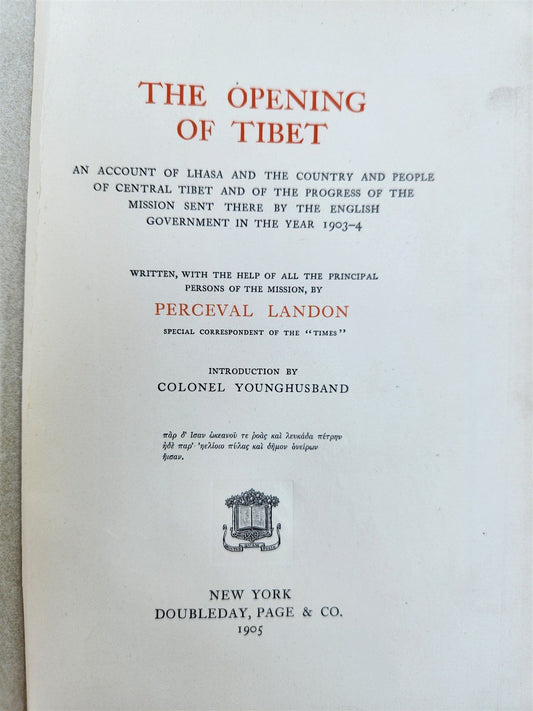 THE OPENING
OF TIBET
AN ACCOUNT OF LHASA AND THE COUNTRY AND PEOPLE
OF CENTRAL TIBET AND OF THE PROGRESS OF THE
MISSION SENT THERE BY THE ENGLISH
GOVERNMENT IN THE YEAR 1903-4
WRITTEN, WITH THE HELP OF ALL THE PRINCIPAL
PERSONS OF THE MISSION, BY
PERCEVAL LANDON
SPECIAL CORRESPONDENT OF THE "TIMES"
INTRODUCTION BY
COLONEL YOUNGHUSBAND
πὰρ δ' ἴσαν ὠκεανοῦ τε ῥοὰς καὶ λευκάδα πέτρην
ἠδὲ παρ' ἠελίοιο πύλας καὶ δῆμον ὀνείρων
ἤισαν.
NEW YORK
DOUBLEDAY, PAGE & CO.
1905